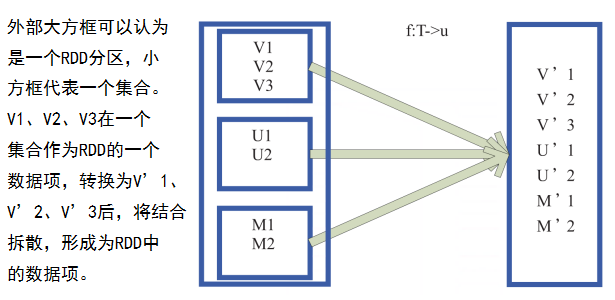 外部大方框可以认为
是一个RDD分区，小
方框代表一个集合。
V1、V2、V3在一个
集合作为RDD的一个
数据项，转换为V’1、
V’2、V’3后，将结合
拆散，形成为RDD中
的数据项。
V1
V2
V3
U1
U2
M1
M2
f:T->u
V’1
V’2
V’3
U’1
U’2
M’1
M’2